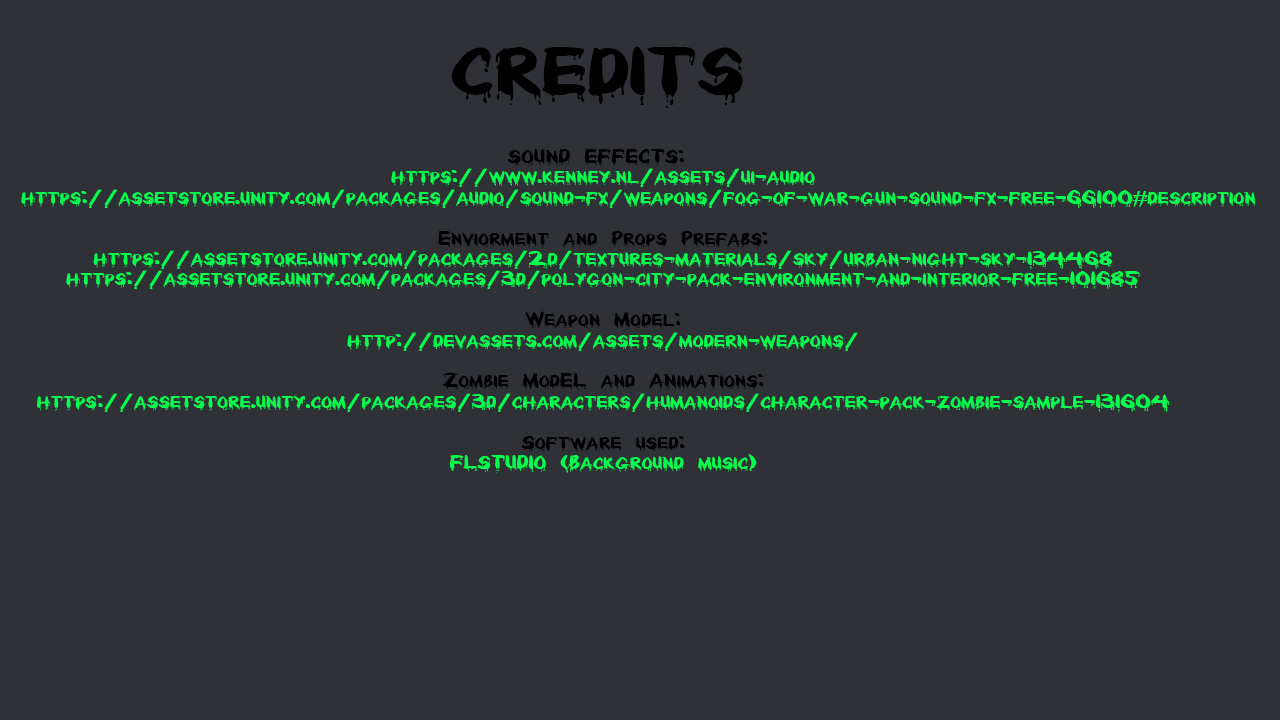 CREDITS
SOUND EFFECTS:
https://www.kenney.nl/assets/ui-audio
https://assetstore.unity.com/packages/audio/sound-fx/weapons/fog-of-war-gun-sound-fx-free-66100#description
Enviorment and Props Prefabs:
https://assetstore.unity.com/packages/2d/textures-materials/sky/urban-night-sky-134468
https://assetstore.unity.com/packages/3d/polygon-city-pack-environment-and-interior-free-101685
Weapon Model:
http://devassets.com/assets/modern-weapons/
Zombie ModEL and Animations:
https://assetstore.unity.com/packages/3d/characters/humanoids/character-pack-zombie-sample-131604
Software used:
FLSTUDIO (Background music)